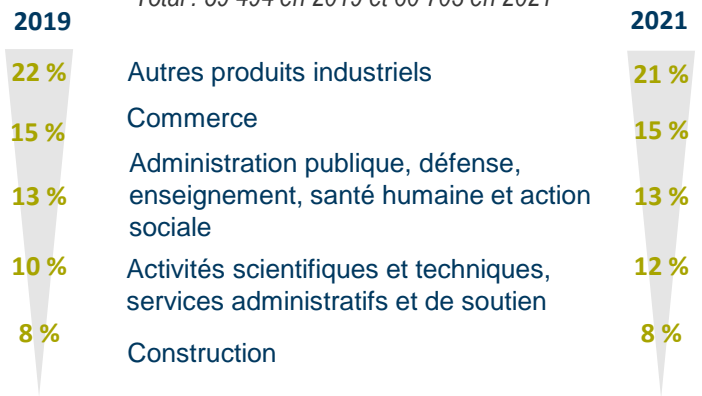 2019
2021
22 %
Autres produits industriels
21 %
15 %
Commerce
15 %
13 %
Administration publique, défense,
enseignement, santé humaine et action
sociale
13 %
10 %
Activités scientifiques et techniques,
services administratifs et de soutien
12 %
8 %
Construction
8 %